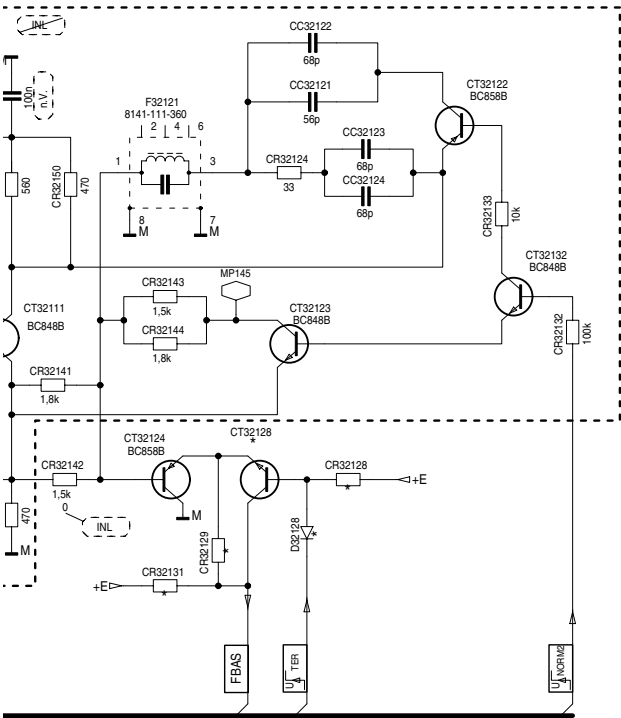 INL
CC32122
68p
CC32121
56p
CT32122
BC858B
100n
n.V.
F32121
8141-111-360
2 4 6
1
3
CC32123
68p
CR32124
33
CC32124
68p
560
CR32150
470
8
M
7
M
CR32133
10k
CT32132
BC848B
MP145
CR32143
1,5k
CT32111
BC848B
CT32123
BC848B
CR32144
1,8k
CR32132
100k
CR32141
1,8k
CT32124
BC858B
CT32128
*
CR32142
1,5k
0
INL
CR32128
*
+E
470
M
M
CR32129
*
D32128
*
CR32131
*
+E
FBAS
U TER
U NORM2